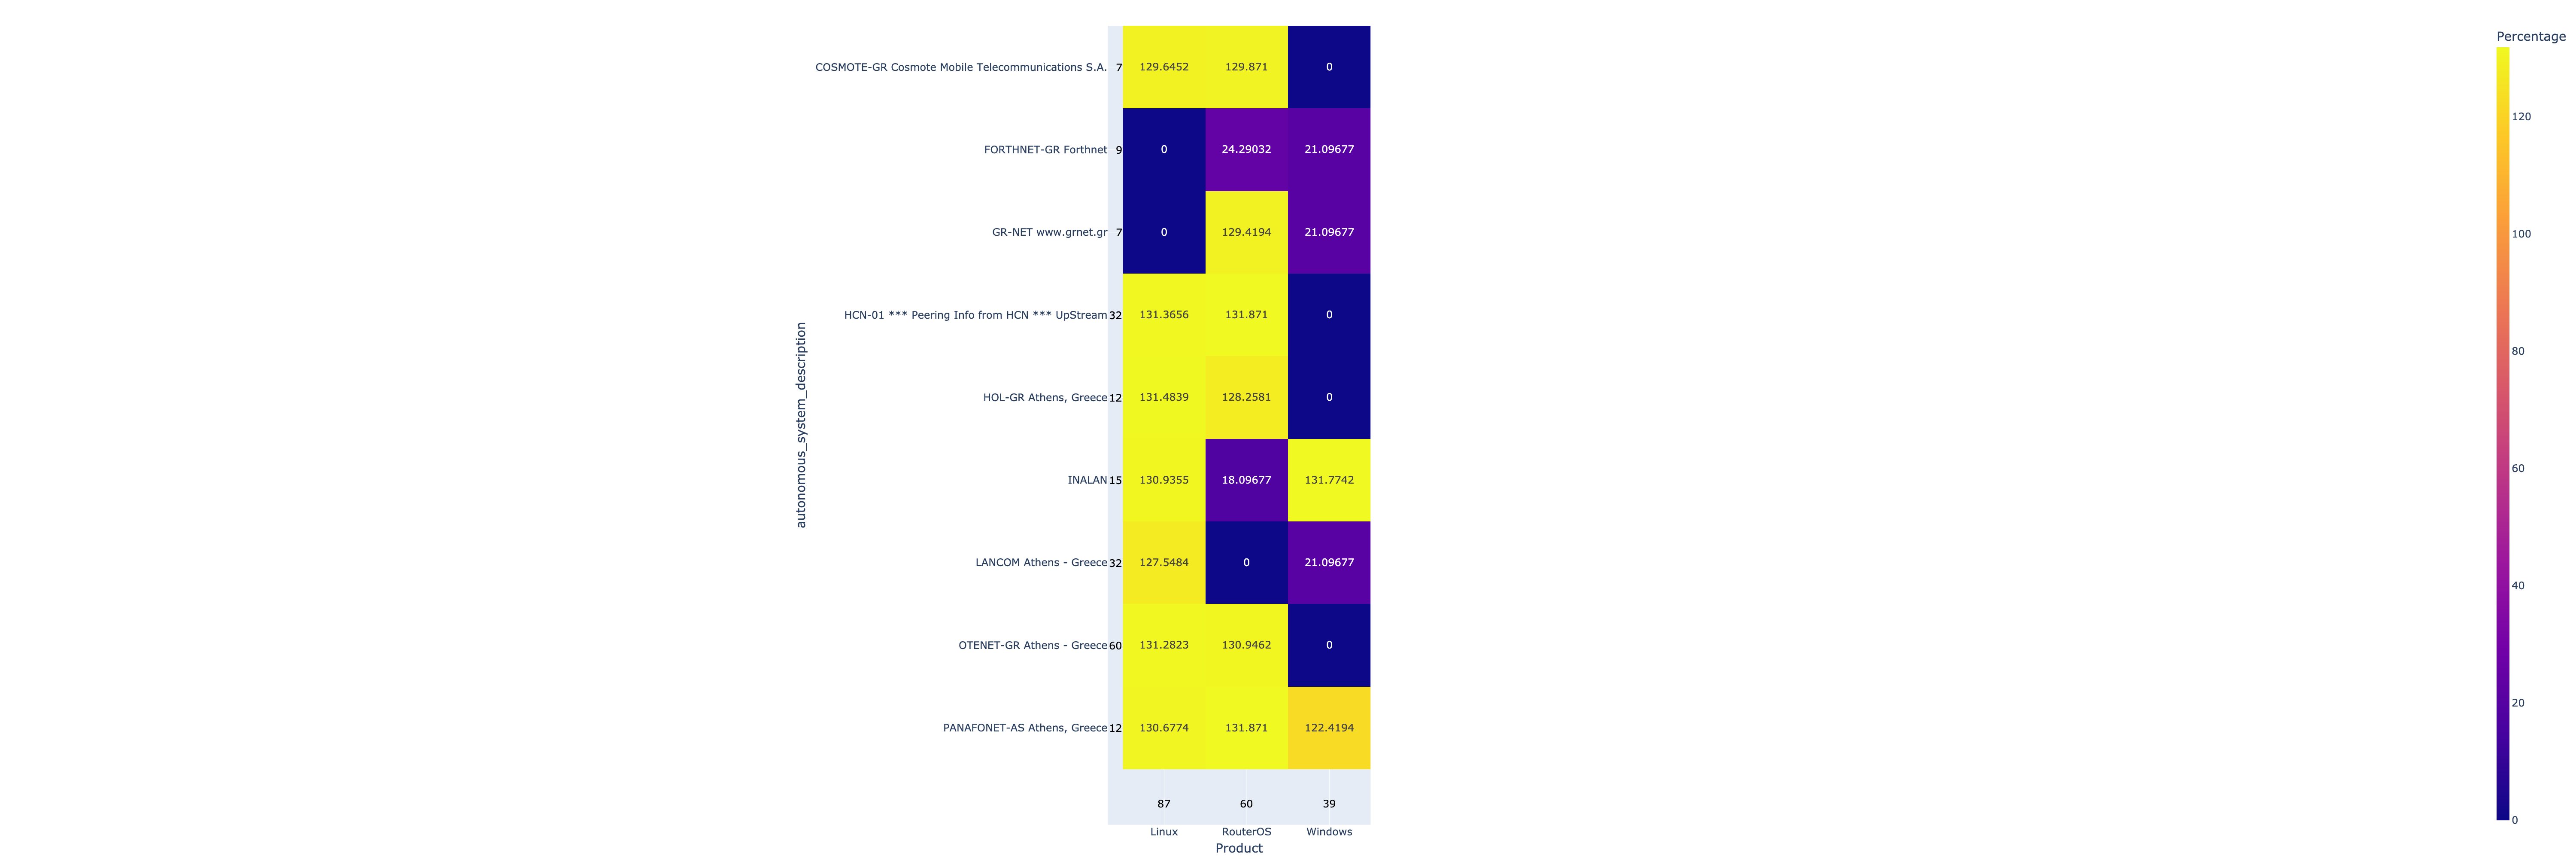 Percentage
COSMOTE-GR Cosmote Mobile Telecommunications S.A. 7 129.6452 129.871 0
120
FORTHNET-GR Forthnet 9 0 24.29032 21.09677
GR-NET www.grnet.gr 7 0 129.4194 21.09677
100
HCN-01 *** Peering Info from HCN *** UpStream 32 131.3656 131.871 0
80
HOL-GR Athens, Greece 12 131.4839 128.2581 0
autonomous_system_description
60
INALAN 15 130.9355 18.09677 131.7742
LANCOM Athens - Greece 32 127.5484 0 21.09677
40
OTENET-GR Athens - Greece 60 131.2823 130.9462 0
20
PANAFONET-AS Athens, Greece 12 130.6774 131.871 122.4194
87 60 39
0
Linux RouterOS Windows
Product